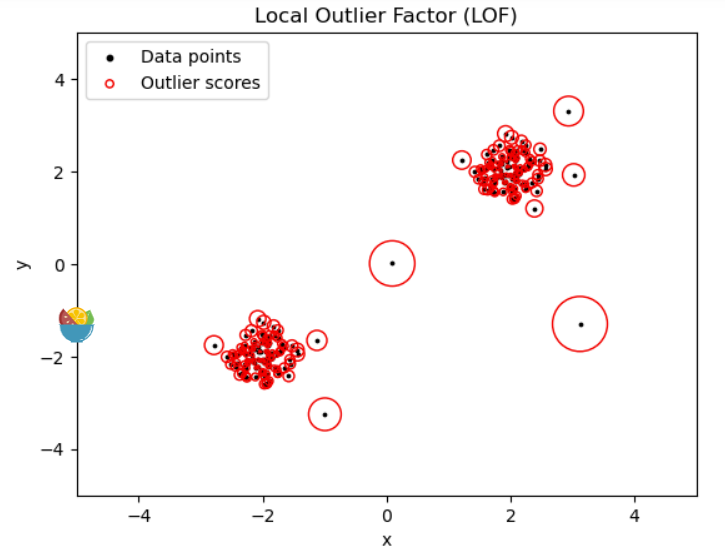 Local Outlier Factor (LOF)
Data points
Outlier scores
4
2
0
−2
−4
y
−4
−2
0
2
4
x